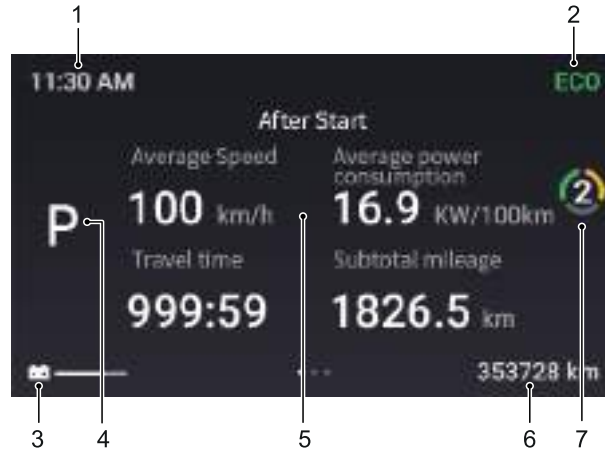 1 2
11:30 AM ECO
After Start
Average Speed Average power
consumption
100 km/h 16.9 KW/100km 2
P
Travel time Subtotal mileage
999:59 1826.5 km
353728 km
3 4 5 6 7